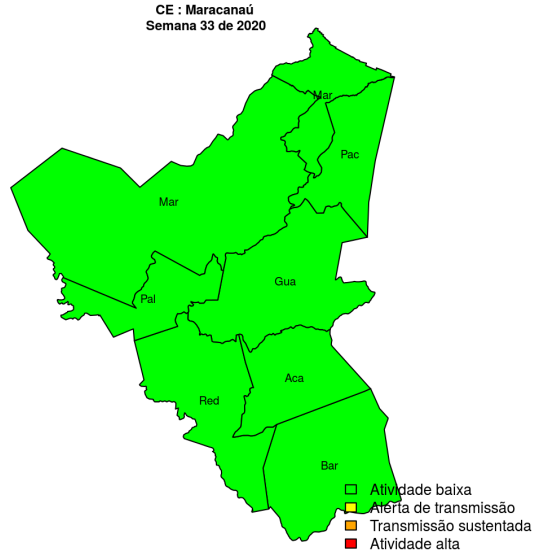 CE : Maracanaú
Semana 33 de 2020
Mar
Pac
Mar
Gua
Pal
Aca
Red
Bar
Atividade baixa
Alerta de transmissão
Transmissão sustentada
Atividade alta